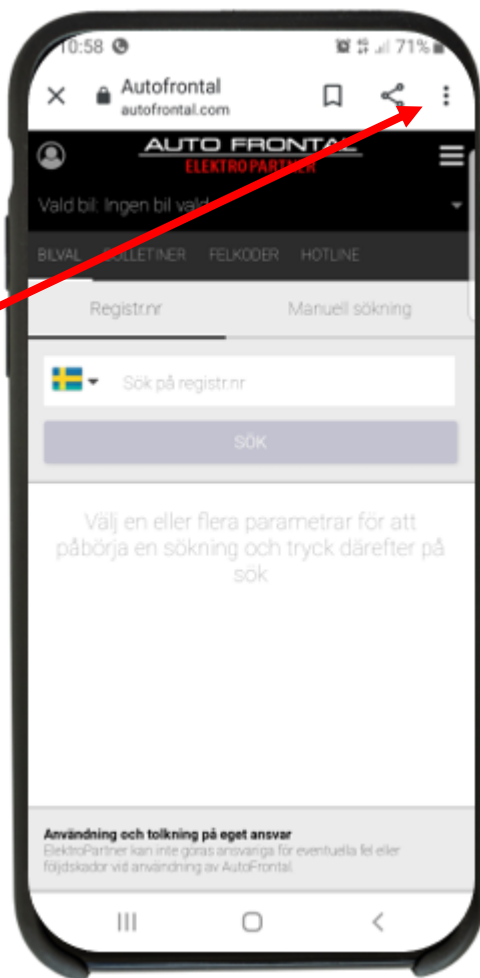 10:58 71%
Autofrontal
autofrontal.com
AUTO FRONTAL
ELEKTROPARTNER
Vald bil: Ingen bil vald
BILVAL BULLETINER FELKODER HOTLINE
Registr.nr Manuell sökning
Sök på registr.nr
SÖK
Välj en eller flera parametrar för att
påbörja en sökning och tryck därefter på
sök
Användning och tolkning på eget ansvar
ElektroPartner kan inte göras ansvariga för eventuella fel eller
följdskador vid användning av AutoFrontal.